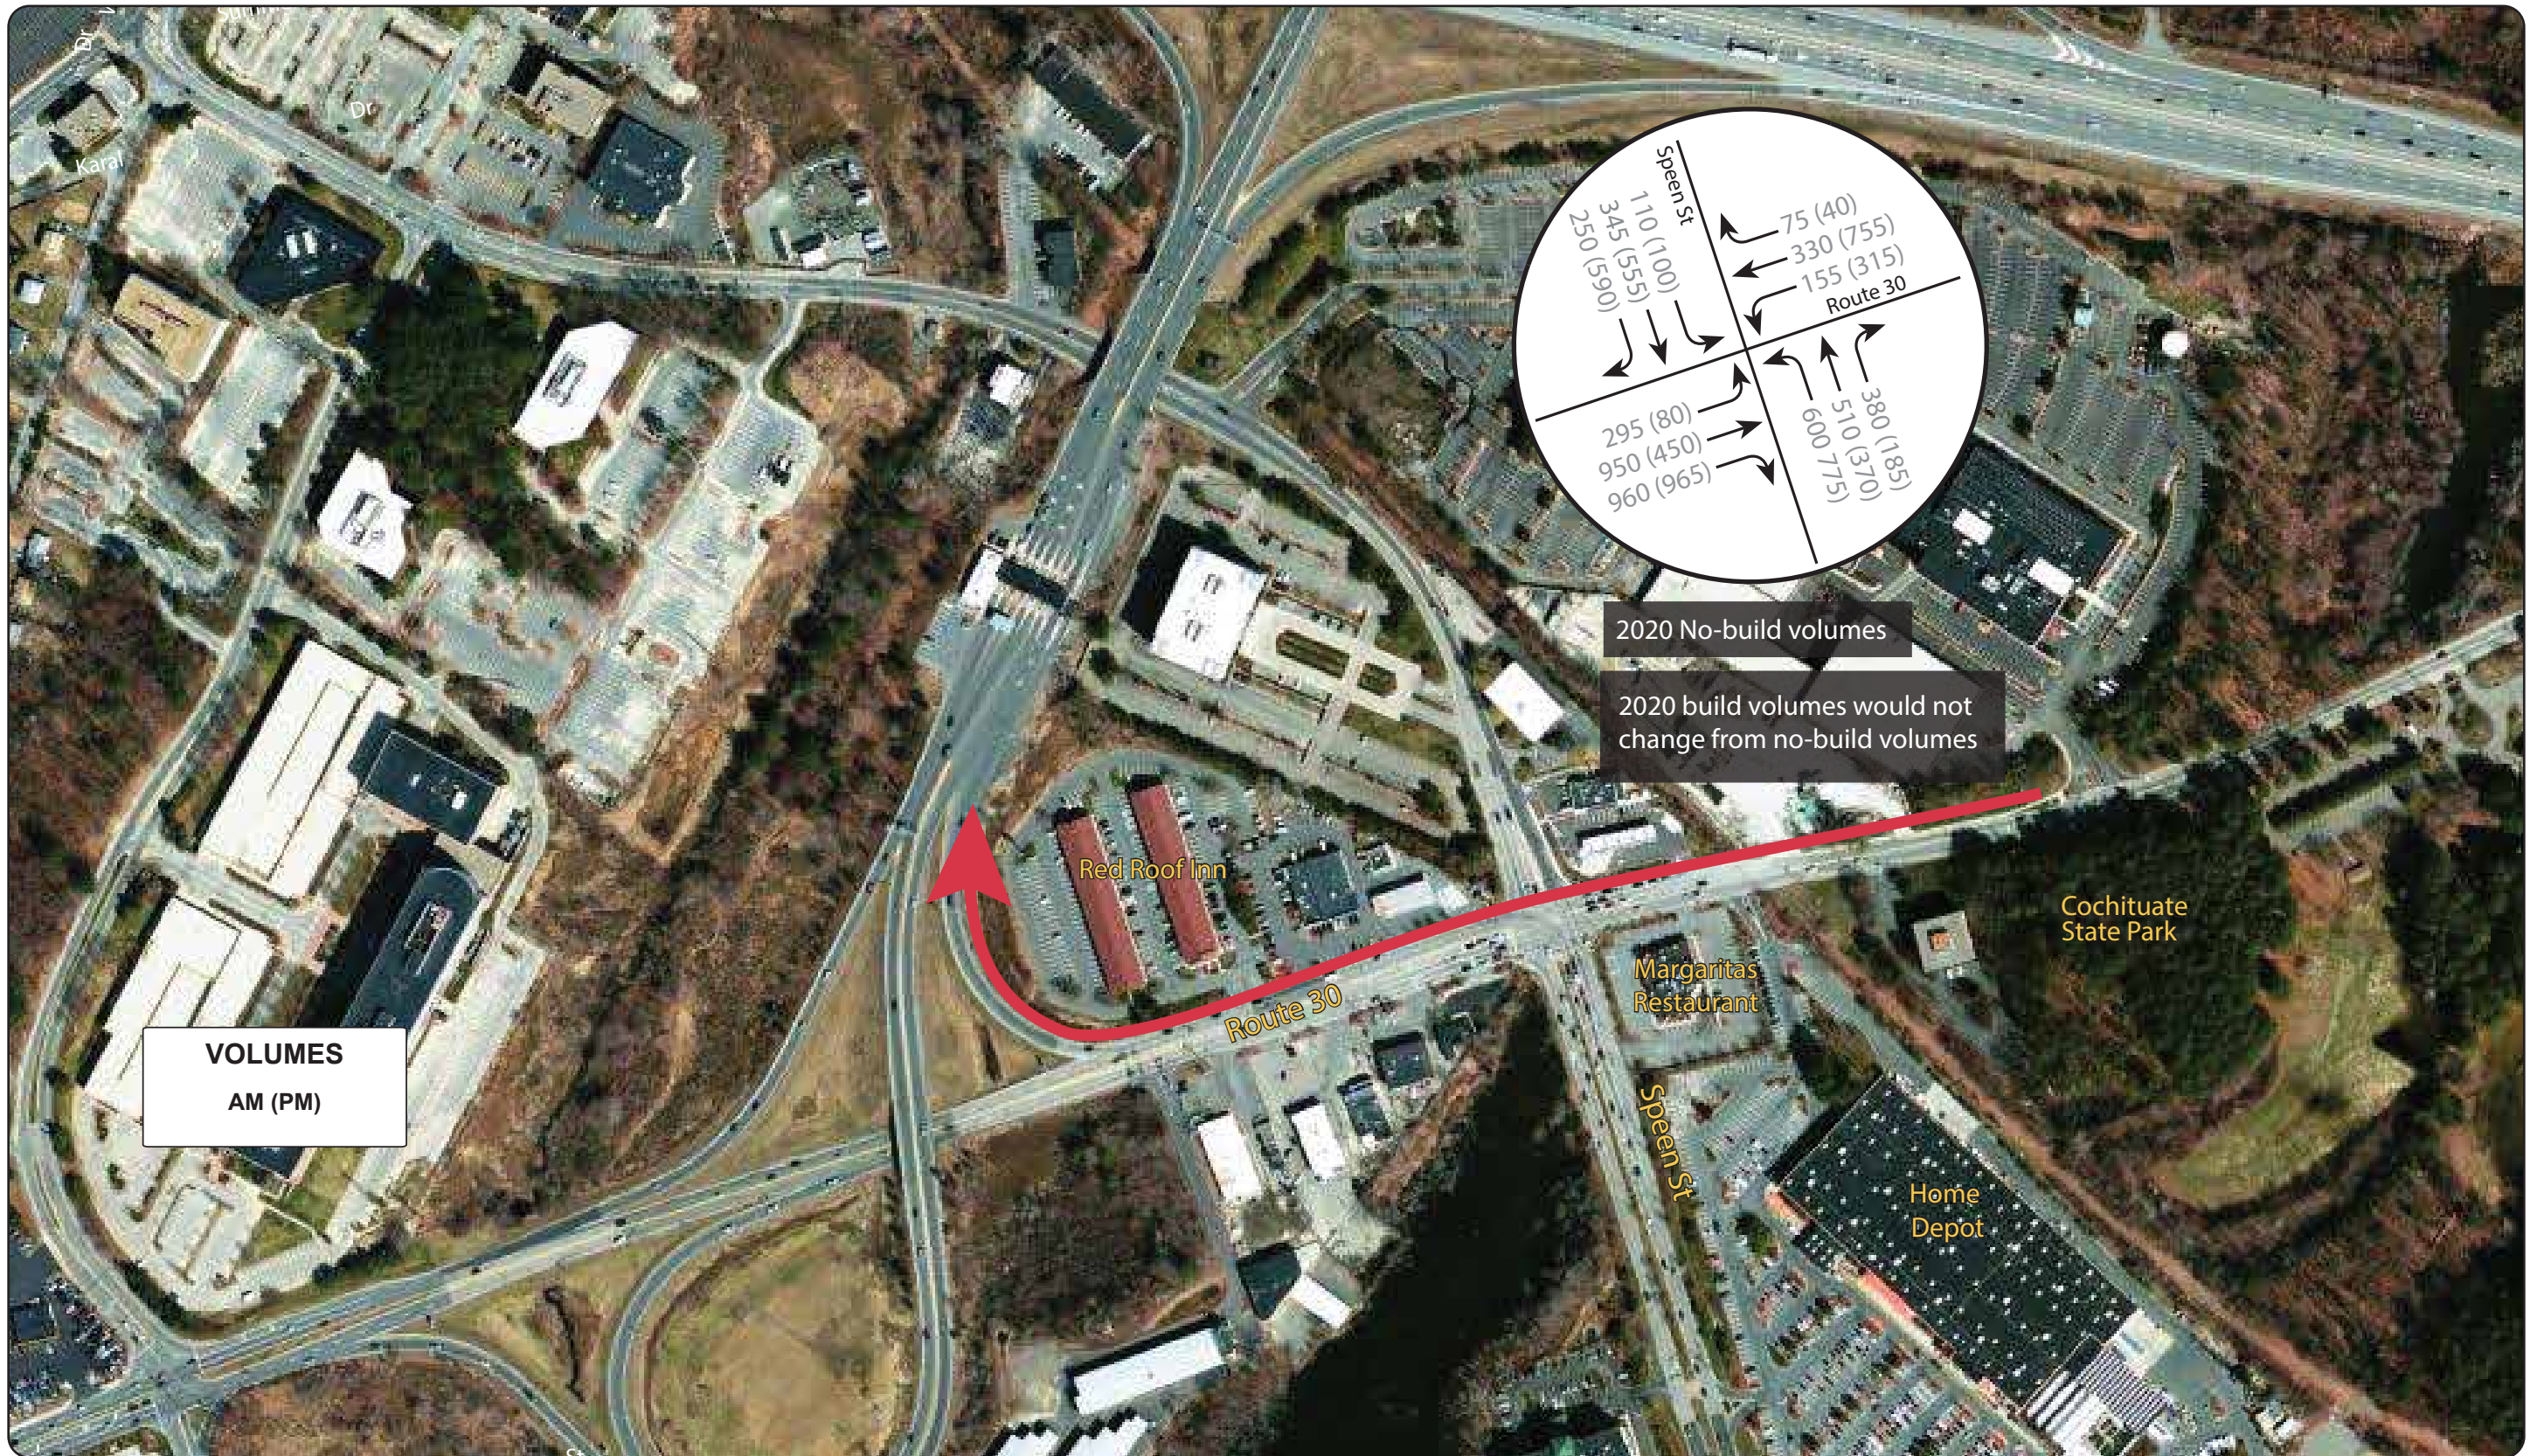 Dr
Dr
Karal
Speen St
110 (100)
345 (555)
250 (590)
75 (40)
330 (755)
155 (315)
Route 30
295 (80)
950 (450)
960 (965)
380 (185)
510 (370)
600 775)
2020 No-build volumes
2020 build volumes would not
change from no-build volumes
Red Roof Inn
Cochituate
State Park
Margaritas
Restaurant
Route 30
VOLUMES
AM (PM)
Speen St
Home
Depot
St